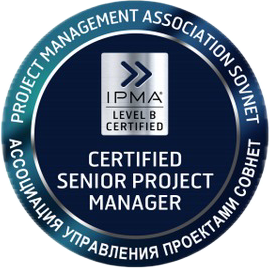 PROJECT MANAGEMENT ASSOCIATION SOVNET
IPMA®
LEVEL B
CERTIFIED
CERTIFIED
SENIOR PROJECT
MANAGER
АССОЦИАЦИЯ УПРАВЛЕНИЯ ПРОЕКТАМИ СОВНЕТ